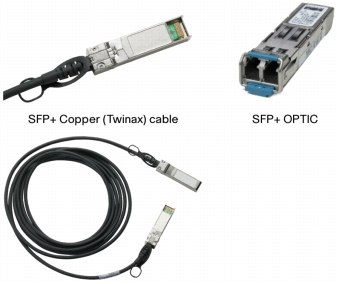 SFP+ Copper (Twinax) cable
SFP+ OPTIC